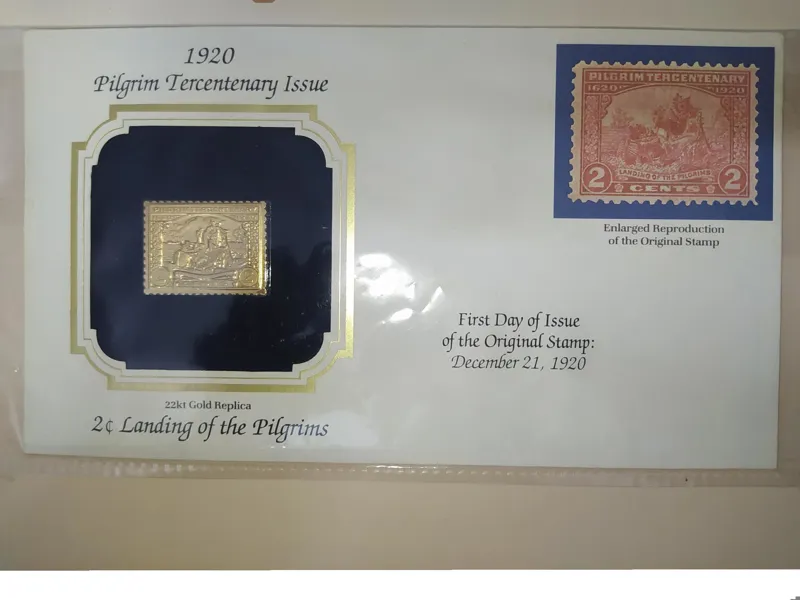 1920
Pilgrim Tercentenary Issue
PILGRIM TERCENTENARY
1620 1920
LANDING OF THE PILGRIMS
2 CENTS 2
Enlarged Reproduction
of the Original Stamp
First Day of Issue
of the Original Stamp:
December 21, 1920
22kt Gold Replica
2¢ Landing of the Pilgrims